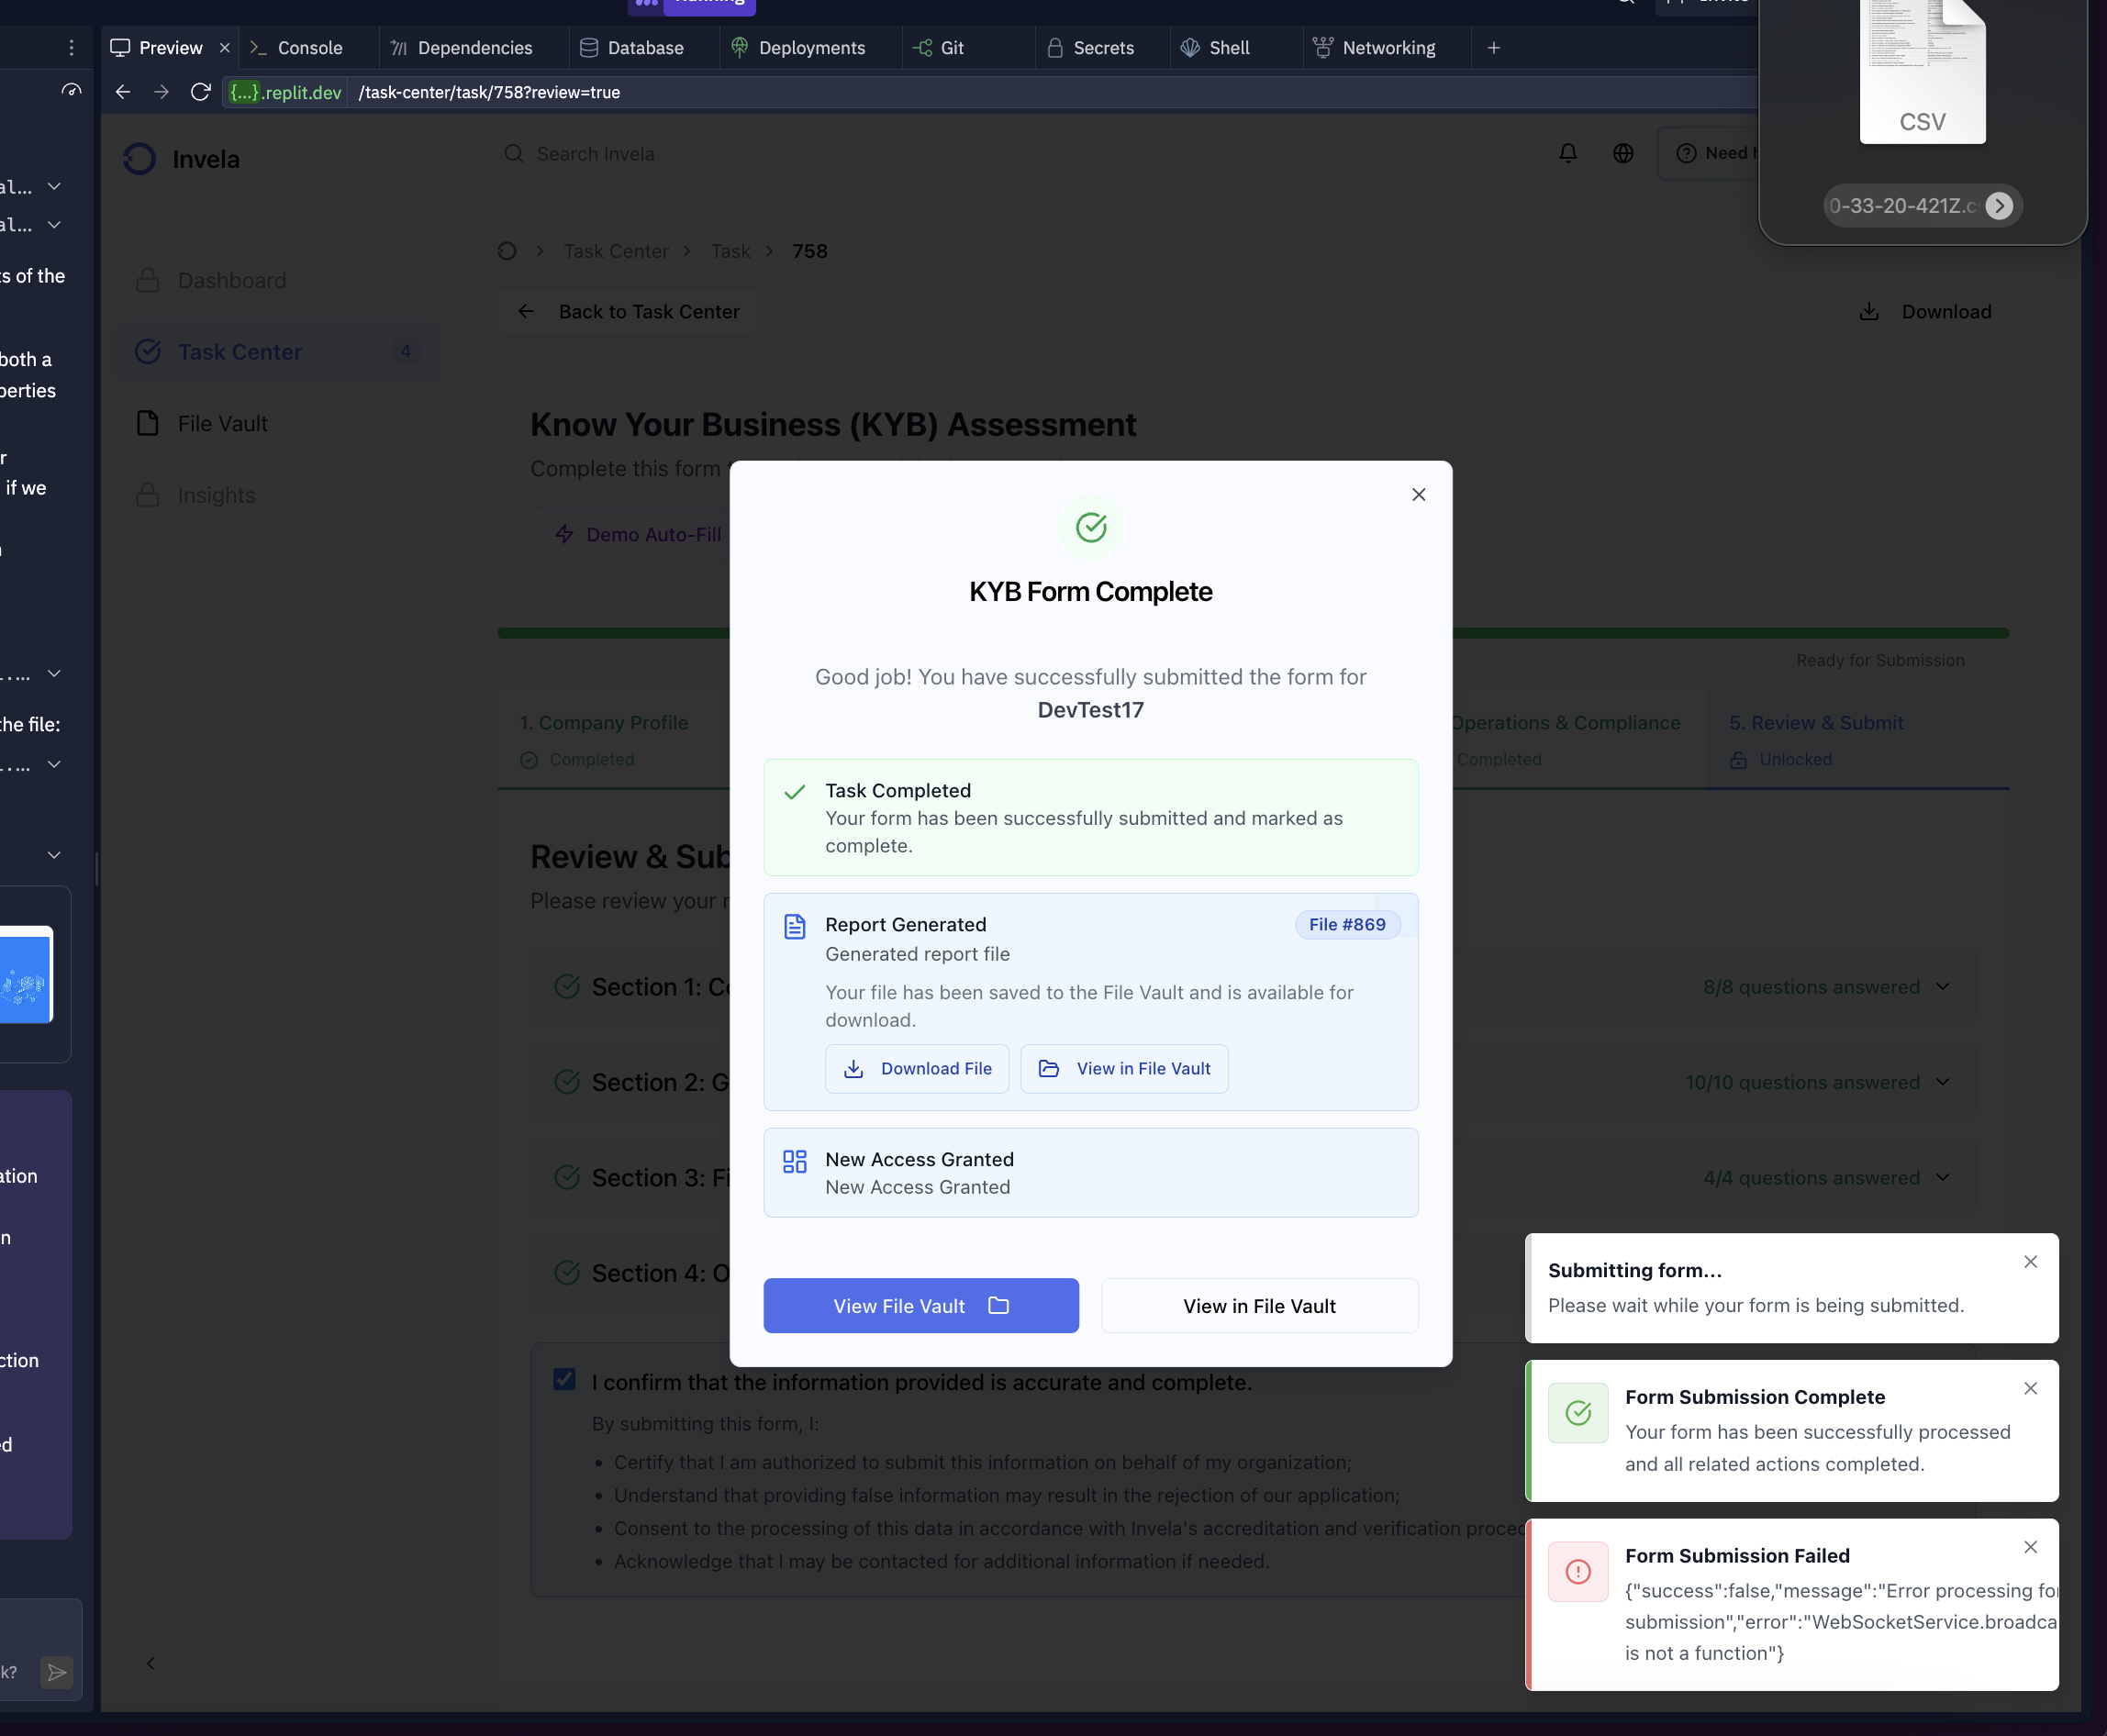 Preview
Console
Dependencies
Database
Deployments
Git
Secrets
Shell
Networking
{...}.replit.dev
/task-center/task/758?review=true
CSV
0-33-20-421Z.c
Invela
Search Invela
Need
al...
al...
ts of the
both a
perties
r
if we
the file:
ation
n
ction
ed
k?
Task Center
Task
758
Dashboard
Back to Task Center
Download
Task Center
4
File Vault
Insights
Know Your Business (KYB) Assessment
Complete this form
Demo Auto-Fill
Ready for Submission
1. Company Profile
Completed
Operations & Compliance
Completed
5. Review & Submit
Unlocked
Review & Sub
Please review your r
Section 1: Co
8/8 questions answered
Section 2: G
10/10 questions answered
Section 3: Fi
4/4 questions answered
Section 4: O
I confirm that the information provided is accurate and complete.
By submitting this form, I:
• Certify that I am authorized to submit this information on behalf of my organization;
• Understand that providing false information may result in the rejection of our application;
• Consent to the processing of this data in accordance with Invela's accreditation and verification proced
• Acknowledge that I may be contacted for additional information if needed.
KYB Form Complete
Good job! You have successfully submitted the form for
DevTest17
Task Completed
Your form has been successfully submitted and marked as
complete.
Report Generated
File #869
Generated report file
Your file has been saved to the File Vault and is available for
download.
Download File
View in File Vault
New Access Granted
New Access Granted
View File Vault
View in File Vault
Submitting form...
Please wait while your form is being submitted.
Form Submission Complete
Your form has been successfully processed
and all related actions completed.
Form Submission Failed
{"success":false,"message":"Error processing for
submission","error":"WebSocketService.broadca
is not a function"}